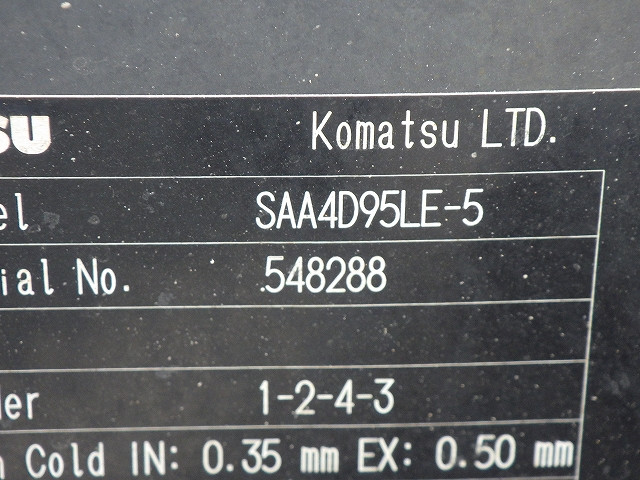 su Komatsu LTD.
el SAA4D95LE-5
ial No. 548288
der 1-2-4-3
n Cold IN: 0.35 mm EX: 0.50 mm